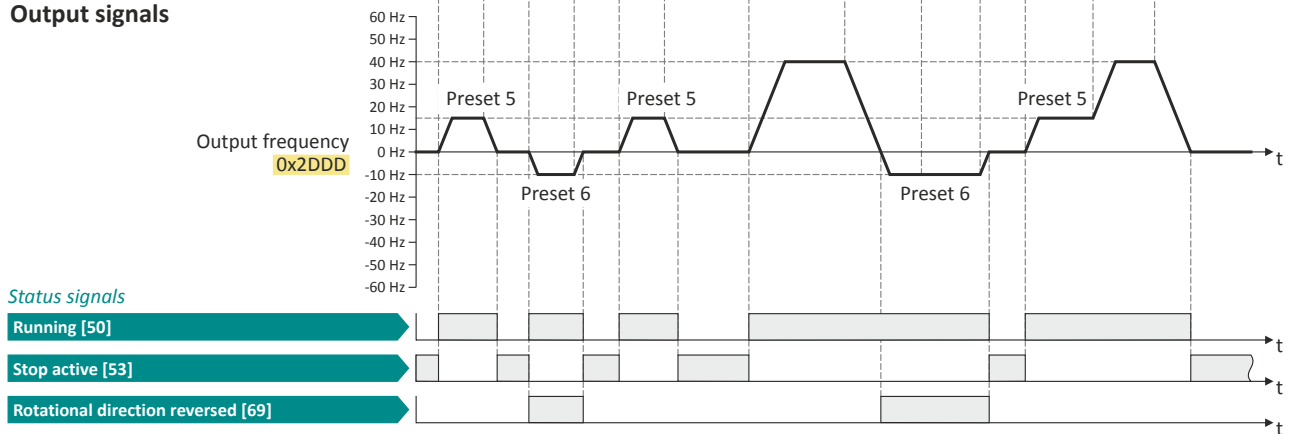 Output signals
60 Hz
50 Hz
40 Hz
30 Hz
20 Hz
10 Hz
0 Hz
-10 Hz
-20 Hz
-30 Hz
-40 Hz
-50 Hz
-60 Hz
Output frequency
0x2DDD
Preset 5
Preset 5
Preset 5
Preset 6
Preset 6
t
Status signals
Running [50]
t
Stop active [53]
t
Rotational direction reversed [69]
t